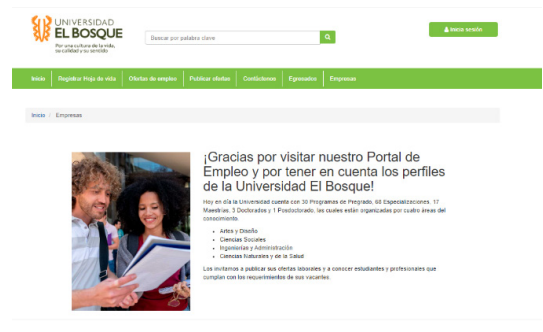 UNIVERSIDAD
EL BOSQUE
Por una cultura de la vida,
su calidad y su sentido
Buscar por palabra clave
Inicia sesión
Inicio
Registrar Hoja de vida
Ofertas de empleo
Publicar ofertas
Contáctenos
Egresados
Empresas
Inicio / Empresas
¡Gracias por visitar nuestro Portal de
Empleo y por tener en cuenta los perfiles
de la Universidad El Bosque!
Hoy en día la Universidad cuenta con 30 Programas de Pregrado, 68 Especializaciones, 17
Maestrías, 3 Doctorados y 1 Posdoctorado, las cuales están organizadas por cuatro áreas del
conocimiento:
• Artes y Diseño
• Ciencias Sociales
• Ingenierías y Administración
• Ciencias Naturales y de la Salud
Los invitamos a publicar sus ofertas laborales y a conocer estudiantes y profesionales que
cumplan con los requerimientos de sus vacantes.